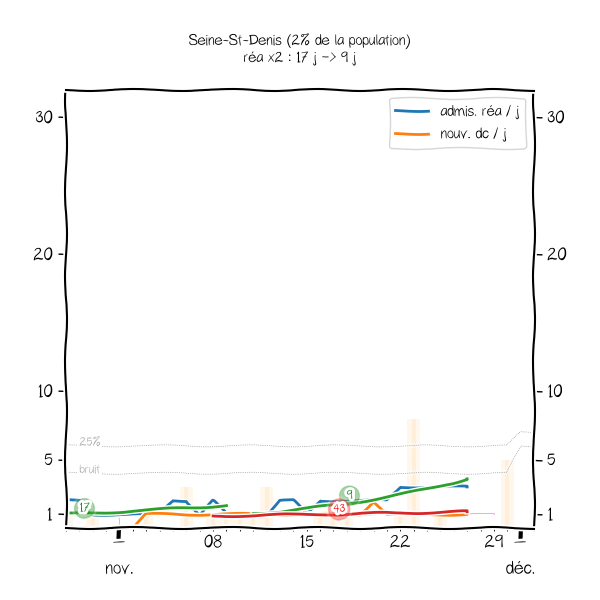 Seine-St-Denis (2% de la population)
réa x2 : 17 j -> 9 j
admis. réa / j
nouv. dc / j
30
30
20
20
10
10
25%
5
5
bruit
9
17
43
1
1
08
15
22
29
nov.
déc.